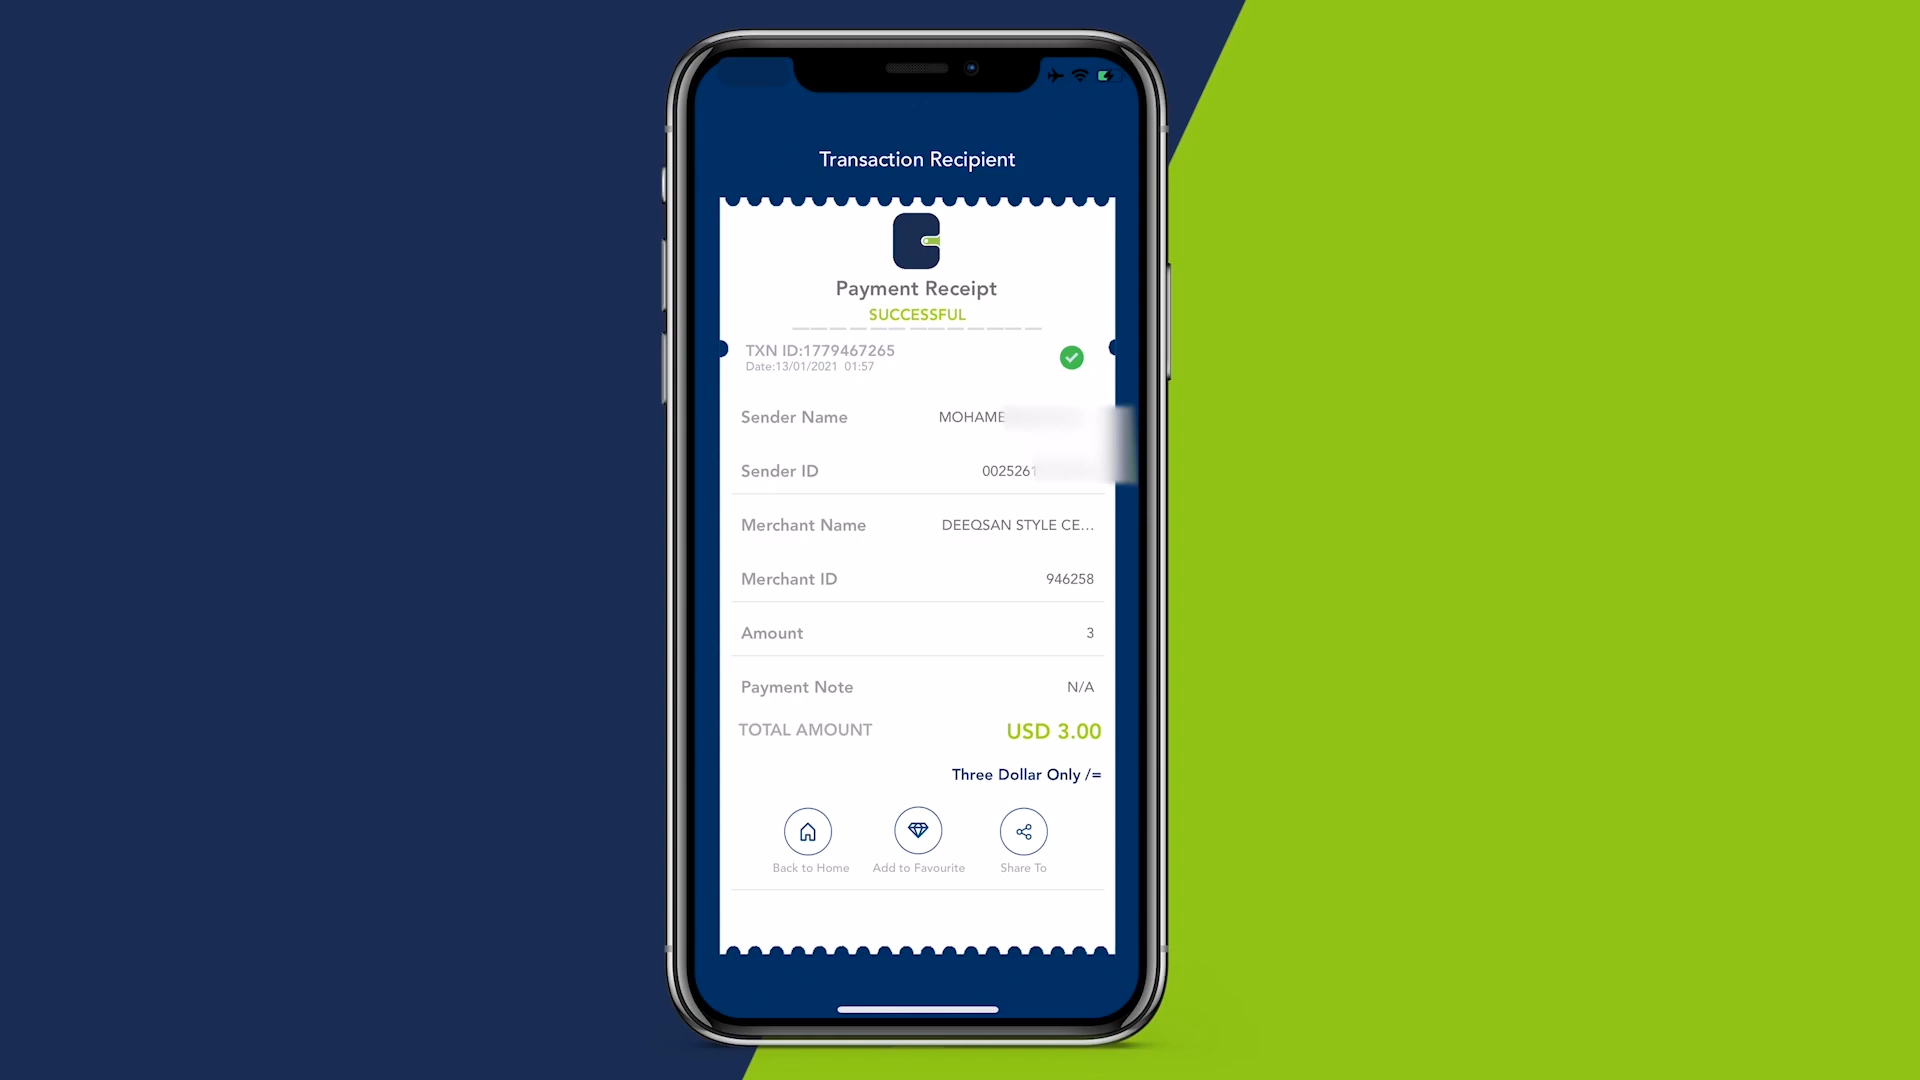 Transaction Recipient
Payment Receipt
SUCCESSFUL
TXN ID:1779467265
Date:13/01/2021 01:57
Sender Name
Sender ID
Merchant Name DEEQSAN STYLE CE...
Merchant ID 946258
Amount 3
Payment Note N/A
TOTAL AMOUNT USD 3.00
Three Dollar Only /=
Back to Home Add to Favourite Share To